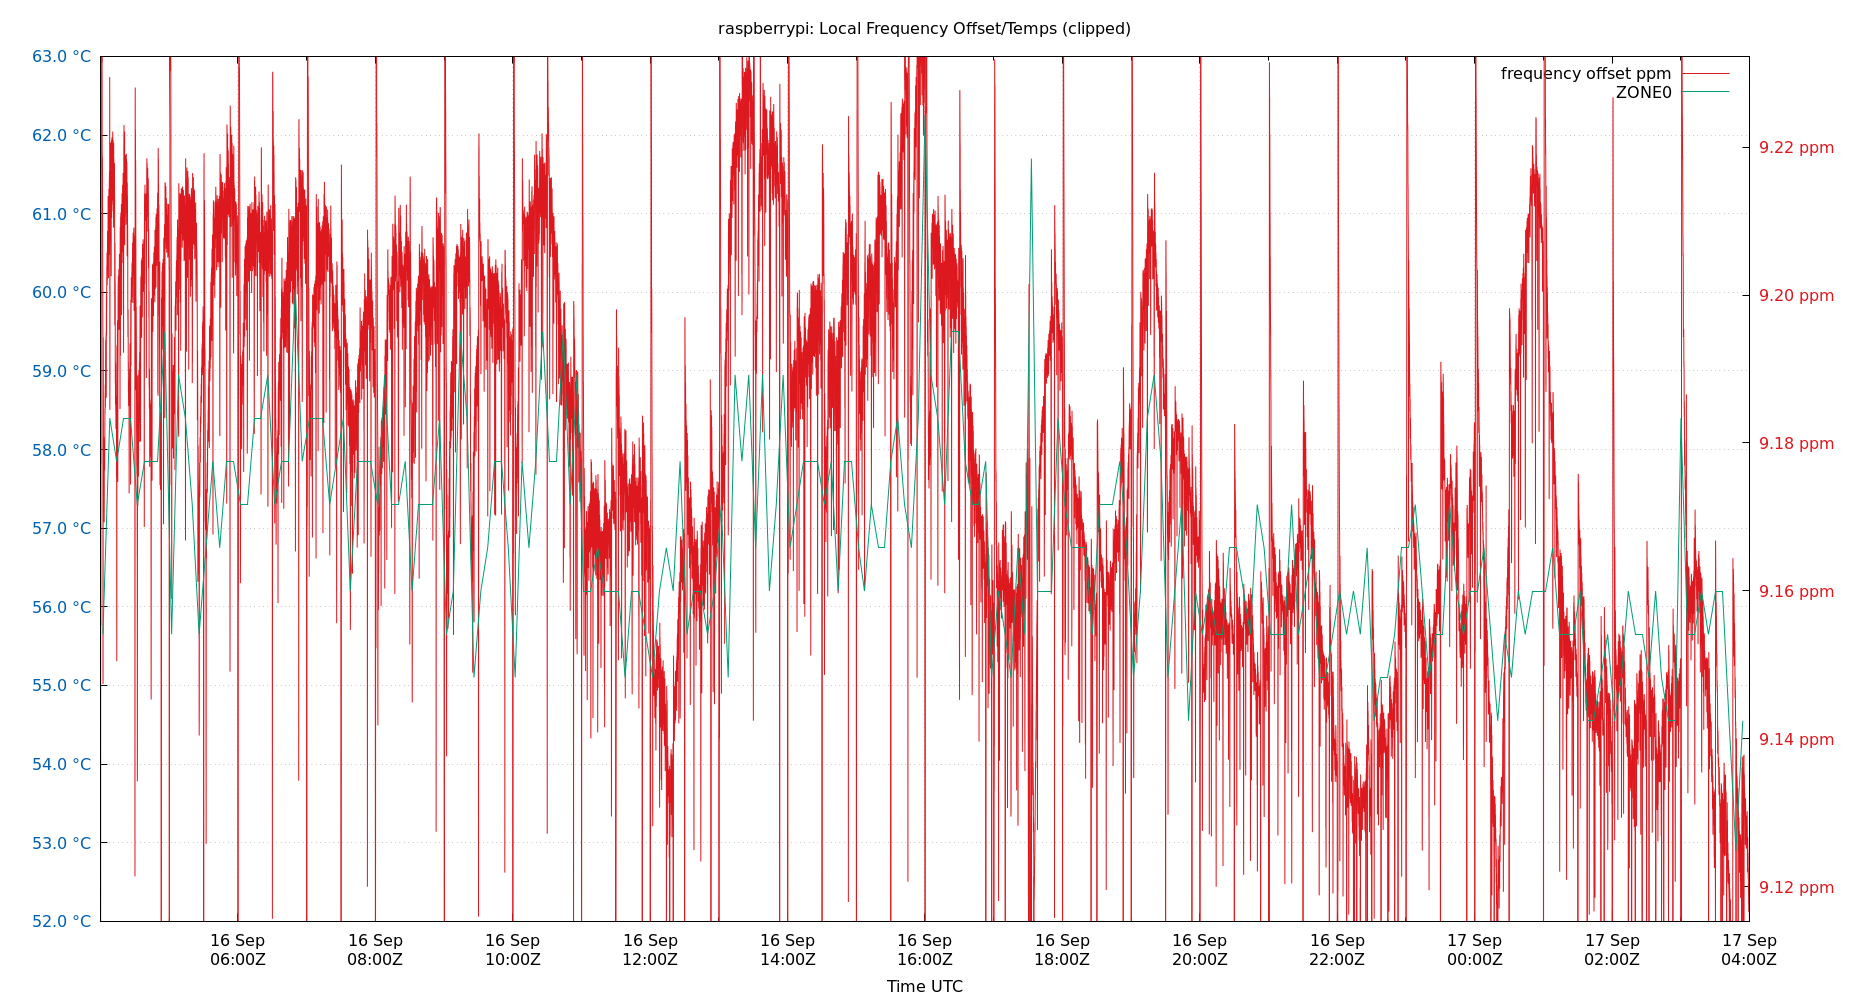 raspberrypi: Local Frequency Offset/Temps (clipped)
63.0 °C
62.0 °C
61.0 °C
60.0 °C
59.0 °C
58.0 °C
57.0 °C
56.0 °C
55.0 °C
54.0 °C
53.0 °C
52.0 °C
frequency offset ppm
ZONE0
9.22 ppm
9.20 ppm
9.18 ppm
9.16 ppm
9.14 ppm
9.12 ppm
16 Sep 16 Sep 16 Sep 16 Sep 16 Sep 16 Sep 16 Sep 16 Sep 16 Sep 17 Sep 17 Sep 17 Sep
06:00Z 08:00Z 10:00Z 12:00Z 14:00Z 16:00Z 18:00Z 20:00Z 22:00Z 00:00Z 02:00Z 04:00Z
Time UTC